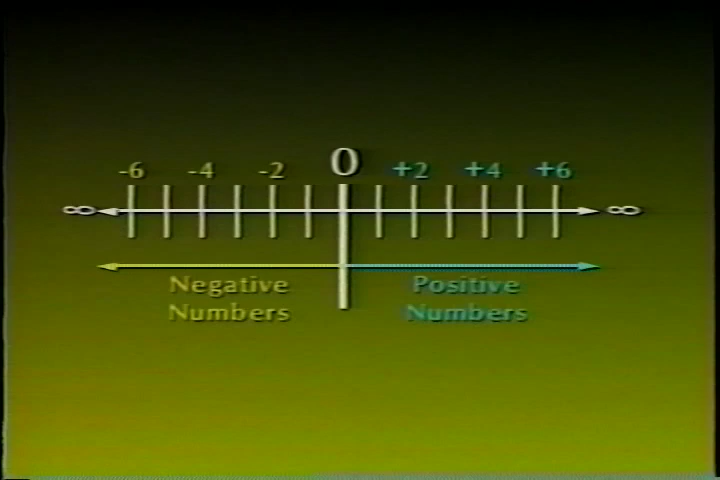 -6 -4 -2 0 +2 +4 +6
∞ ∞
Negative Positive
Numbers Numbers